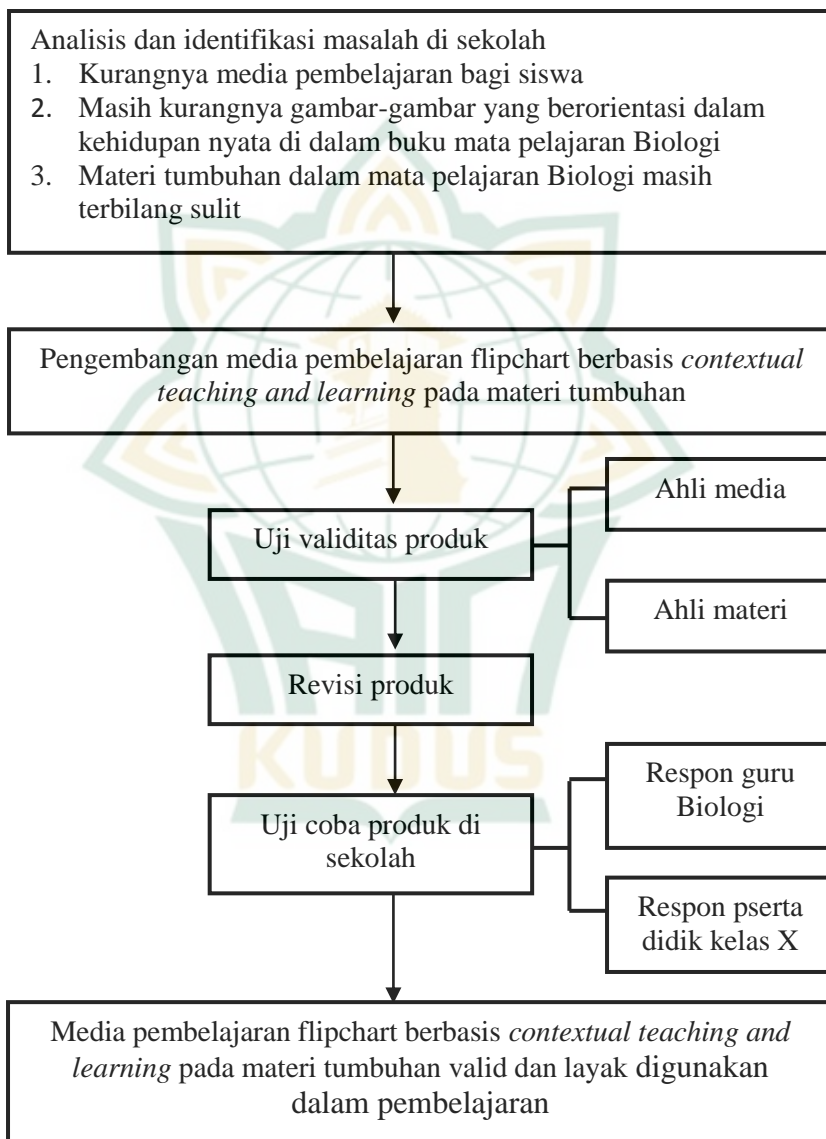 Analisis dan identifikasi masalah di sekolah
1. Kurangnya media pembelajaran bagi siswa
2. Masih kurangnya gambar-gambar yang berorientasi dalam
kehidupan nyata di dalam buku mata pelajaran Biologi
3. Materi tumbuhan dalam mata pelajaran Biologi masih
terbilang sulit
Pengembangan media pembelajaran flipchart berbasis contextual
teaching and learning pada materi tumbuhan
Uji validitas produk
Ahli media
Ahli materi
Revisi produk
Uji coba produk di
sekolah
Respon guru
Biologi
Respon pserta
didik kelas X
Media pembelajaran flipchart berbasis contextual teaching and
learning pada materi tumbuhan valid dan layak digunakan
dalam pembelajaran
IAIN
KUDUS